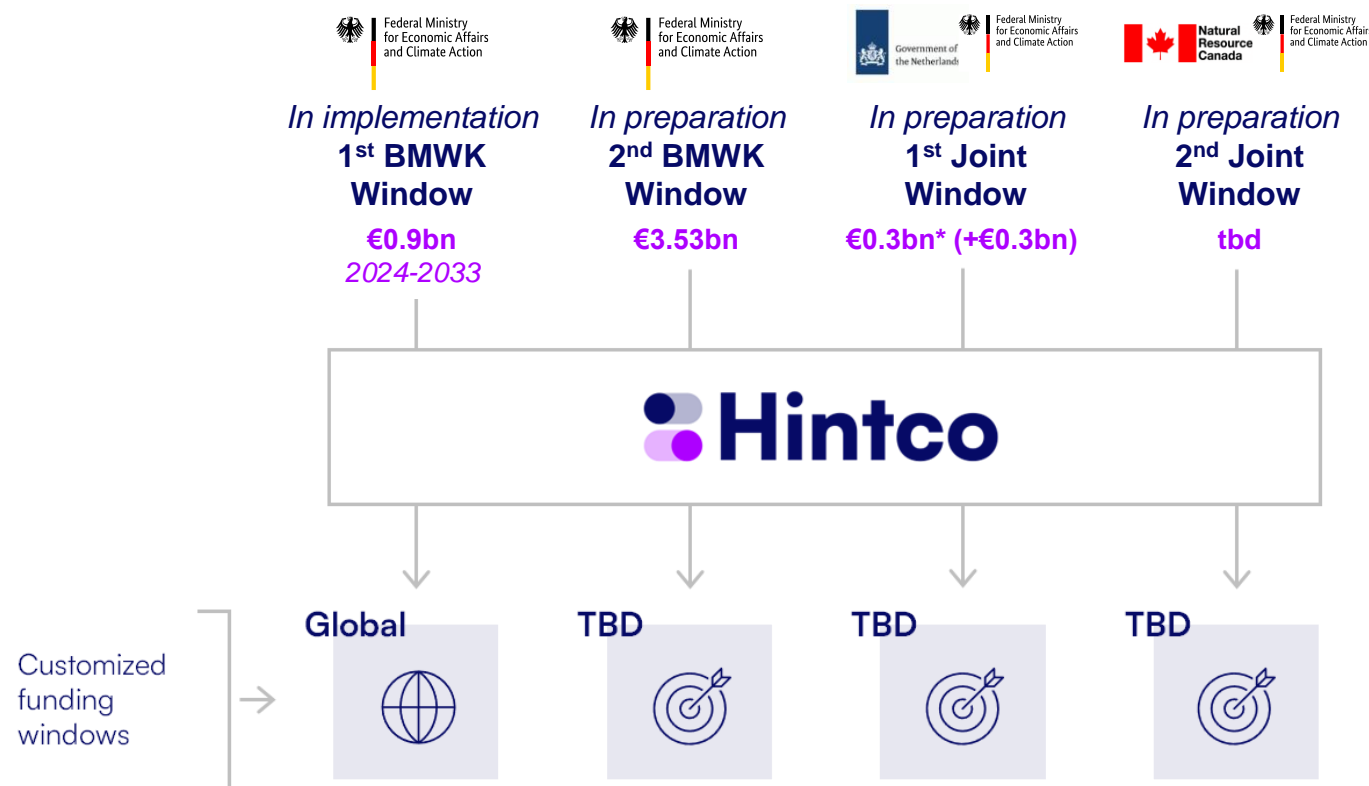 Federal Ministry
for Economic Affairs
and Climate Action
Federal Ministry
for Economic Affairs
and Climate Action
Government of
the Netherlands
Federal Ministry
for Economic Affairs
and Climate Action
Natural
Resource
Canada
Federal Ministry
for Economic Affair
and Climate Action
In implementation
1st BMWK
Window
€0.9bn
2024-2033
In preparation
2nd BMWK
Window
€3.53bn
In preparation
1st Joint
Window
€0.3bn* (+€0.3bn)
In preparation
2nd Joint
Window
tbd
Hintco
Customized
funding
windows
Global
TBD
TBD
TBD